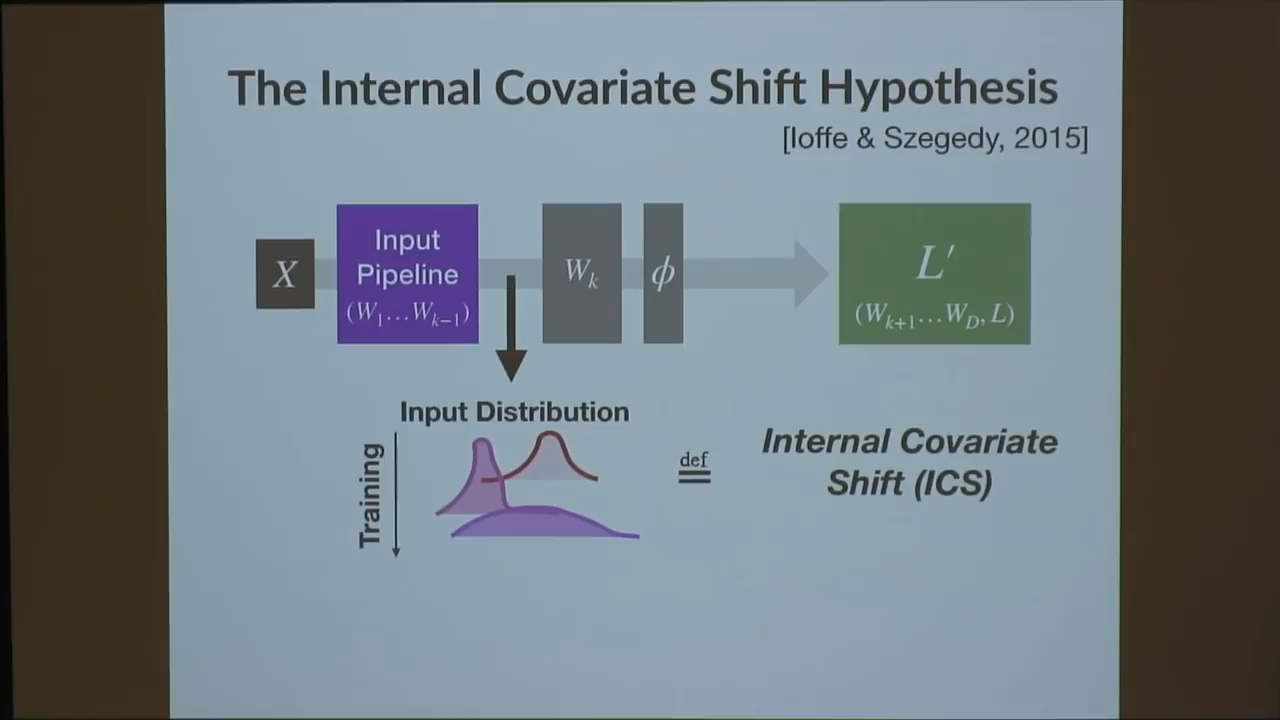 The Internal Covariate Shift Hypothesis
[Ioffe & Szegedy, 2015]
X
Input
Pipeline
(W₁…Wₖ₋₁)
Wₖ
ϕ
L′
(Wₖ₊₁…W_D, L)
Input Distribution
Training
def
=
Internal Covariate
Shift (ICS)